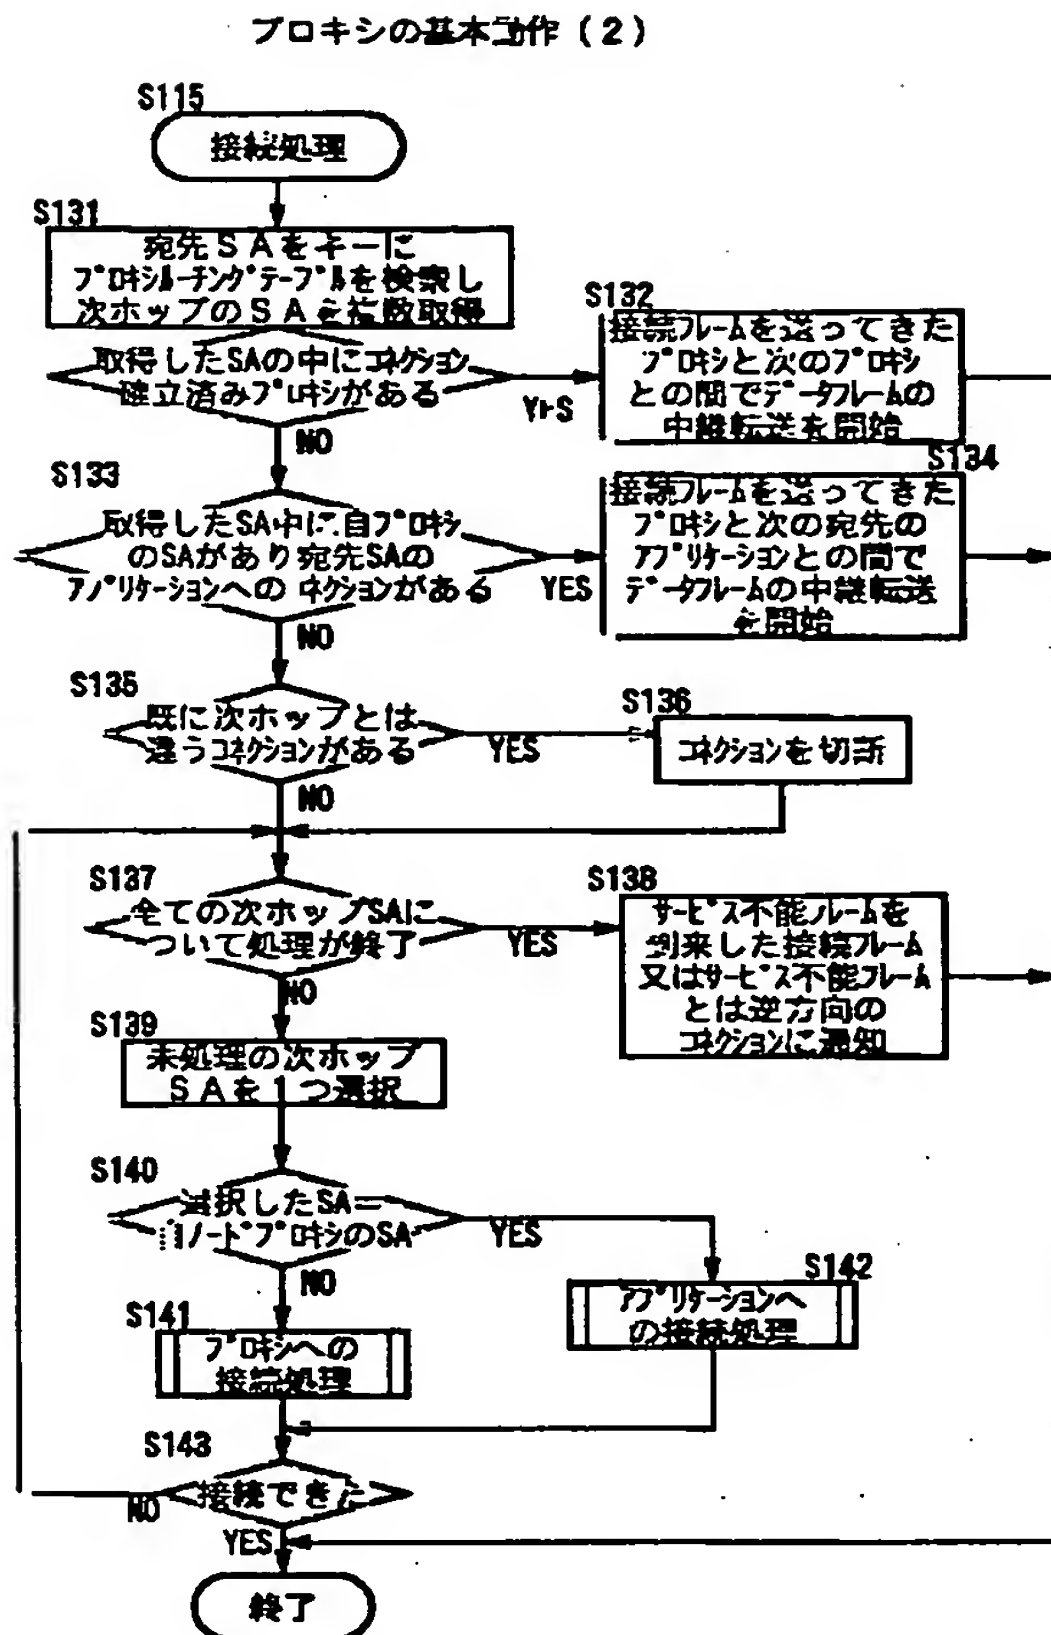 プロキシの基本動作(2)
S115
接続処理
S131
宛先SAをキーに
プロキシルーチングテーブルを検索し
次ホップのSAを複数取得
取得したSAの中にコネクション
確立済みプロキシがある
YES
NO
S132
接続フレームを送ってきた
プロキシと次のプロキシ
との間でデータフレームの
中継転送を開始
S133
取得したSA中に自プロキシ
のSAがあり宛先SAの
アプリケーションへのコネクションがある
YES
NO
S134
接続フレームを送ってきた
プロキシと次の宛先の
アプリケーションとの間で
データフレームの中継転送
を開始
S135
既に次ホップとは
違うコネクションがある
YES
NO
S136
コネクションを切断
S137
全ての次ホップSAに
ついて処理が終了
YES
NO
S138
サービス不能フレームを
到来した接続フレーム
又はサービス不能フレーム
とは逆方向の
コネクションに通知
S139
未処理の次ホップ
SAを1つ選択
S140
選択したSA=
自ノードプロキシのSA
YES
NO
S141
プロキシへの
接続処理
S142
アプリケーションへ
の接続処理
S143
接続できた
NO
YES
終了